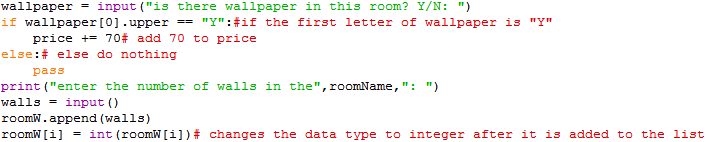 wallpaper = input("is there wallpaper in this room? Y/N: ")
if wallpaper[0].upper == "Y":#if the first letter of wallpaper is "Y"
    price += 70# add 70 to price
else:# else do nothing
    pass
print("enter the number of walls in the",roomName,": ")
walls = input()
roomW.append(walls)
roomW[i] = int(roomW[i])# changes the data type to integer after it is added to the list